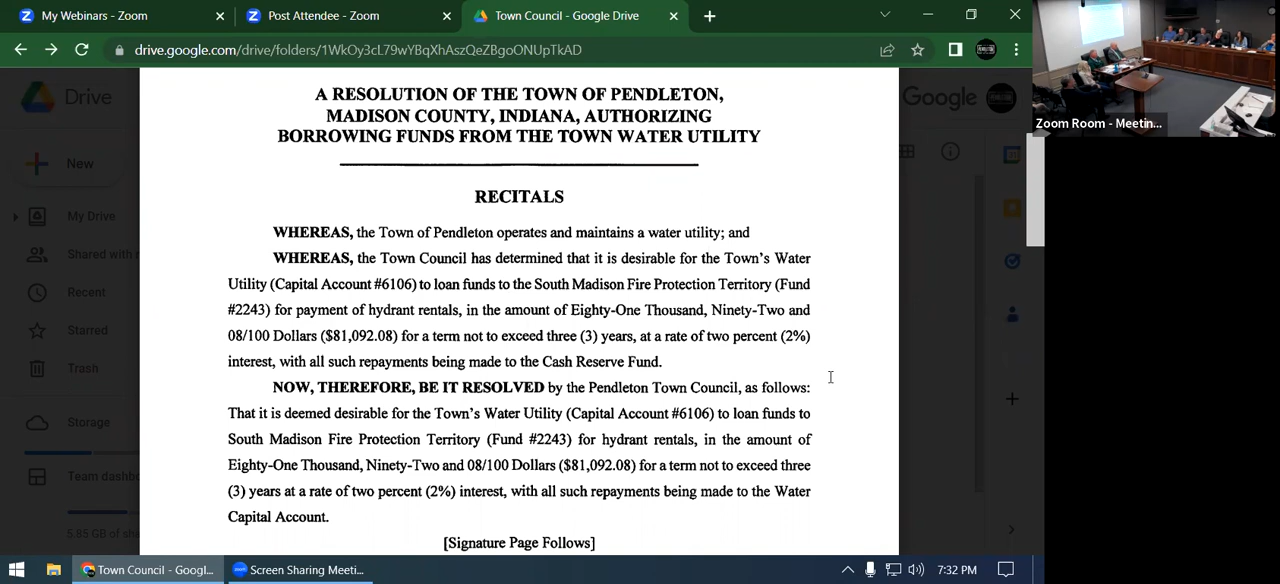 My Webinars - Zoom
Post Attendee - Zoom
Town Council - Google Drive
drive.google.com/drive/folders/1WkOy3cL79wYBqXhAszQeZBgoONUpTkAD
Drive
Google
New
My Drive
Shared with
Recent
Starred
Trash
Storage
Team dashb
5.85 GB of
A RESOLUTION OF THE TOWN OF PENDLETON,
MADISON COUNTY, INDIANA, AUTHORIZING
BORROWING FUNDS FROM THE TOWN WATER UTILITY
RECITALS
WHEREAS, the Town of Pendleton operates and maintains a water utility; and
WHEREAS, the Town Council has determined that it is desirable for the Town's Water
Utility (Capital Account #6106) to loan funds to the South Madison Fire Protection Territory (Fund
#2243) for payment of hydrant rentals, in the amount of Eighty-One Thousand, Ninety-Two and
08/100 Dollars ($81,092.08) for a term not to exceed three (3) years, at a rate of two percent (2%)
interest, with all such repayments being made to the Cash Reserve Fund.
NOW, THEREFORE, BE IT RESOLVED by the Pendleton Town Council, as follows:
That it is deemed desirable for the Town's Water Utility (Capital Account #6106) to loan funds to
South Madison Fire Protection Territory (Fund #2243) for hydrant rentals, in the amount of
Eighty-One Thousand, Ninety-Two and 08/100 Dollars ($81,092.08) for a term not to exceed three
(3) years at a rate of two percent (2%) interest, with all such repayments being made to the Water
Capital Account.
[Signature Page Follows]
Zoom Room - Meetin...
Town Council - Googl...
Screen Sharing Meeti...
7:32 PM